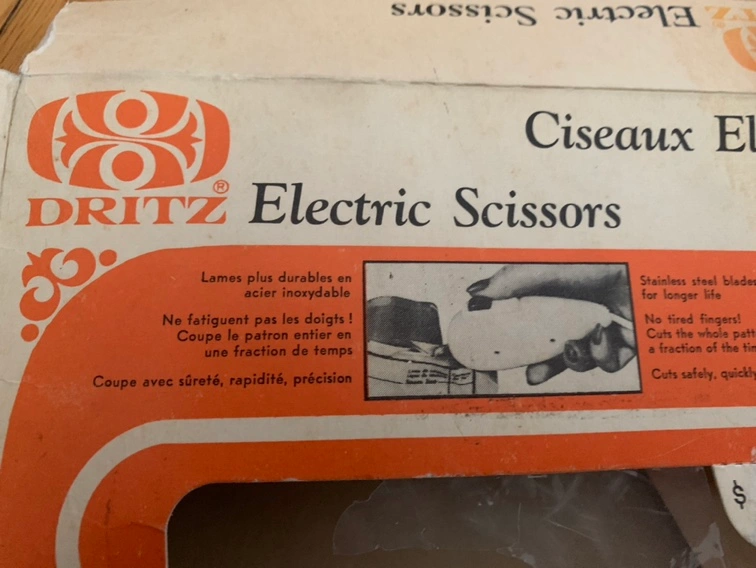 Electric Scissors
Ciseaux El
DRITZ®
Electric Scissors
Lames plus durables en
acier inoxydable
Ne fatiguent pas les doigts !
Coupe le patron entier en
une fraction de temps
Coupe avec sûreté, rapidité, précision
Stainless steel blades
for longer life
No tired fingers!
Cuts the whole patt
a fraction of the tim
Cuts safely, quickly
$